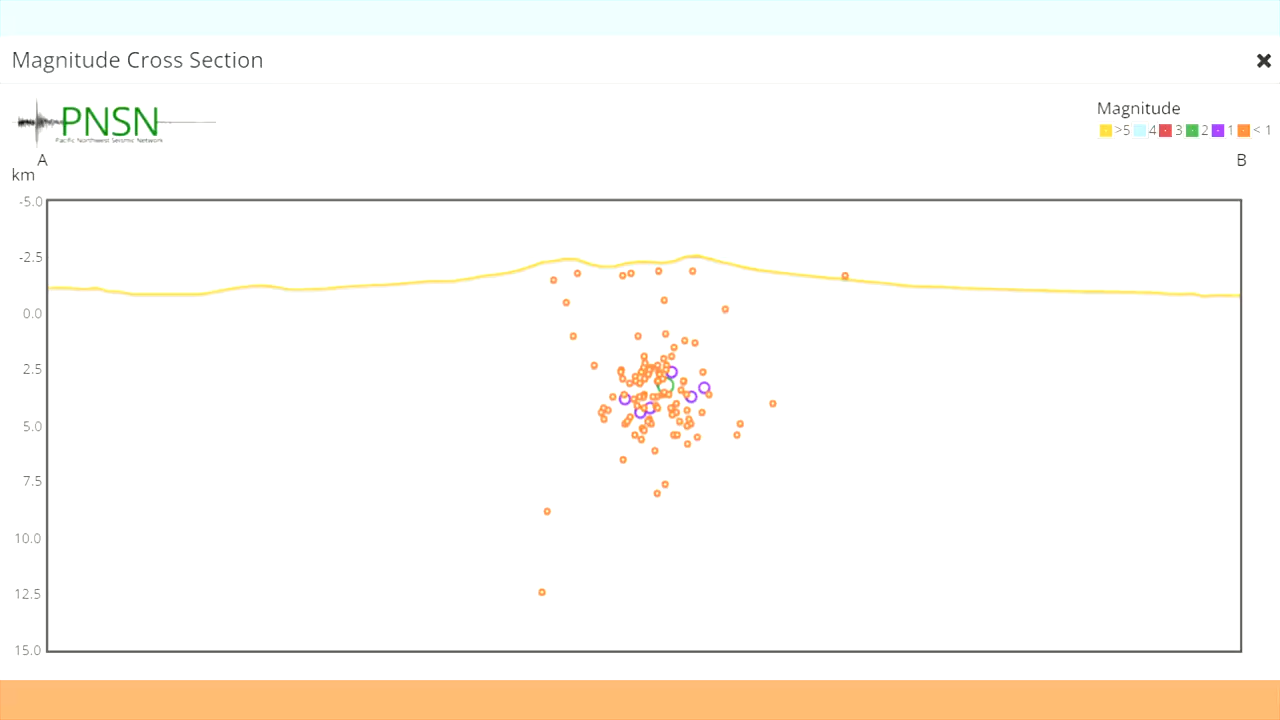 Magnitude Cross Section ✖
PNSN
Pacific Northwest Seismic Network
Magnitude
>5 4 3 2 1 < 1
A B
km
-5.0
-2.5
0.0
2.5
5.0
7.5
10.0
12.5
15.0